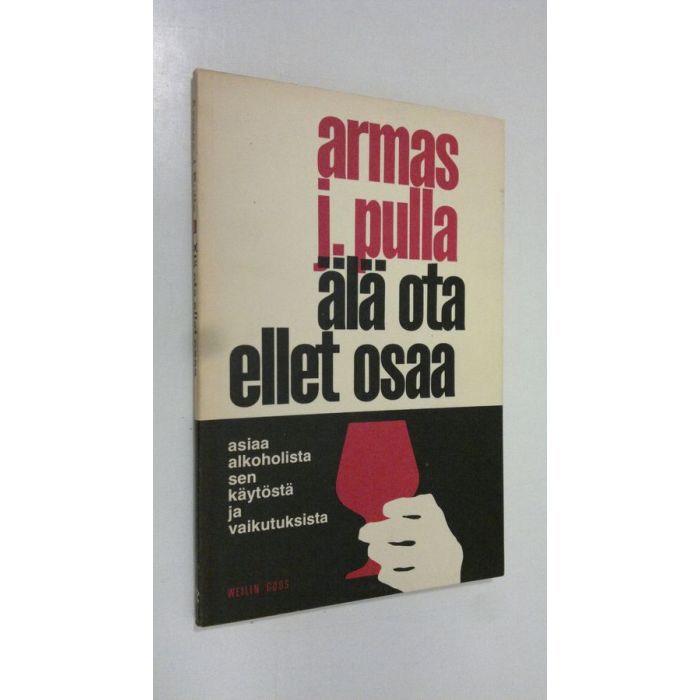 armas
j. pulla
älä ota
ellet osaa
asiaa
alkoholista
sen
käytöstä
ja
vaikutuksista
WEILIN GÖÖS